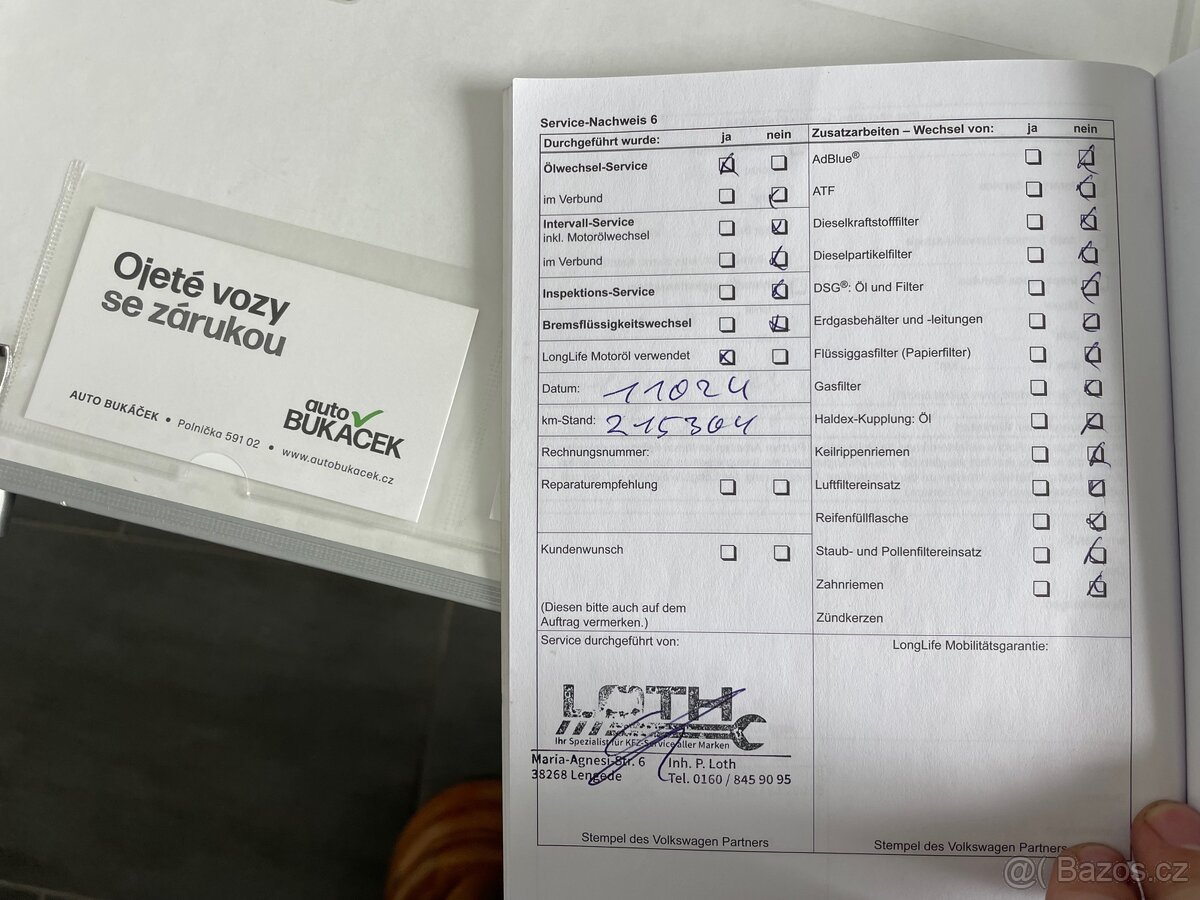 Ojeté vozy
se zárukou
AUTO BUKÁČEK • Polnička 591 02 • www.autobukacek.cz
auto
BUKÁČEK
Service-Nachweis 6
Durchgeführt wurde: ja nein
Ölwechsel-Service
im Verbund
Intervall-Service
inkl. Motorölwechsel
im Verbund
Inspektions-Service
Bremsflüssigkeitswechsel
LongLife Motoröl verwendet
Datum: 11024
km-Stand: 215304
Rechnungsnummer:
Reparaturempfehlung
Kundenwunsch
(Diesen bitte auch auf dem
Auftrag vermerken.)
Service durchgeführt von:
LOTH
Ihr Spezialist für KFZ-Service aller Marken
Maria-Agnesi-Str. 6 Inh. P. Loth
38268 Lengede Tel. 0160 / 845 90 95
Stempel des Volkswagen Partners
Zusatzarbeiten – Wechsel von: ja nein
AdBlue®
ATF
Dieselkraftstofffilter
Dieselpartikelfilter
DSG®: Öl und Filter
Erdgasbehälter und -leitungen
Flüssiggasfilter (Papierfilter)
Gasfilter
Haldex-Kupplung: Öl
Keilrippenriemen
Luftfiltereinsatz
Reifenfüllflasche
Staub- und Pollenfiltereinsatz
Zahnriemen
Zündkerzen
LongLife Mobilitätsgarantie:
Stempel des Volkswagen Partners
Bazos.cz